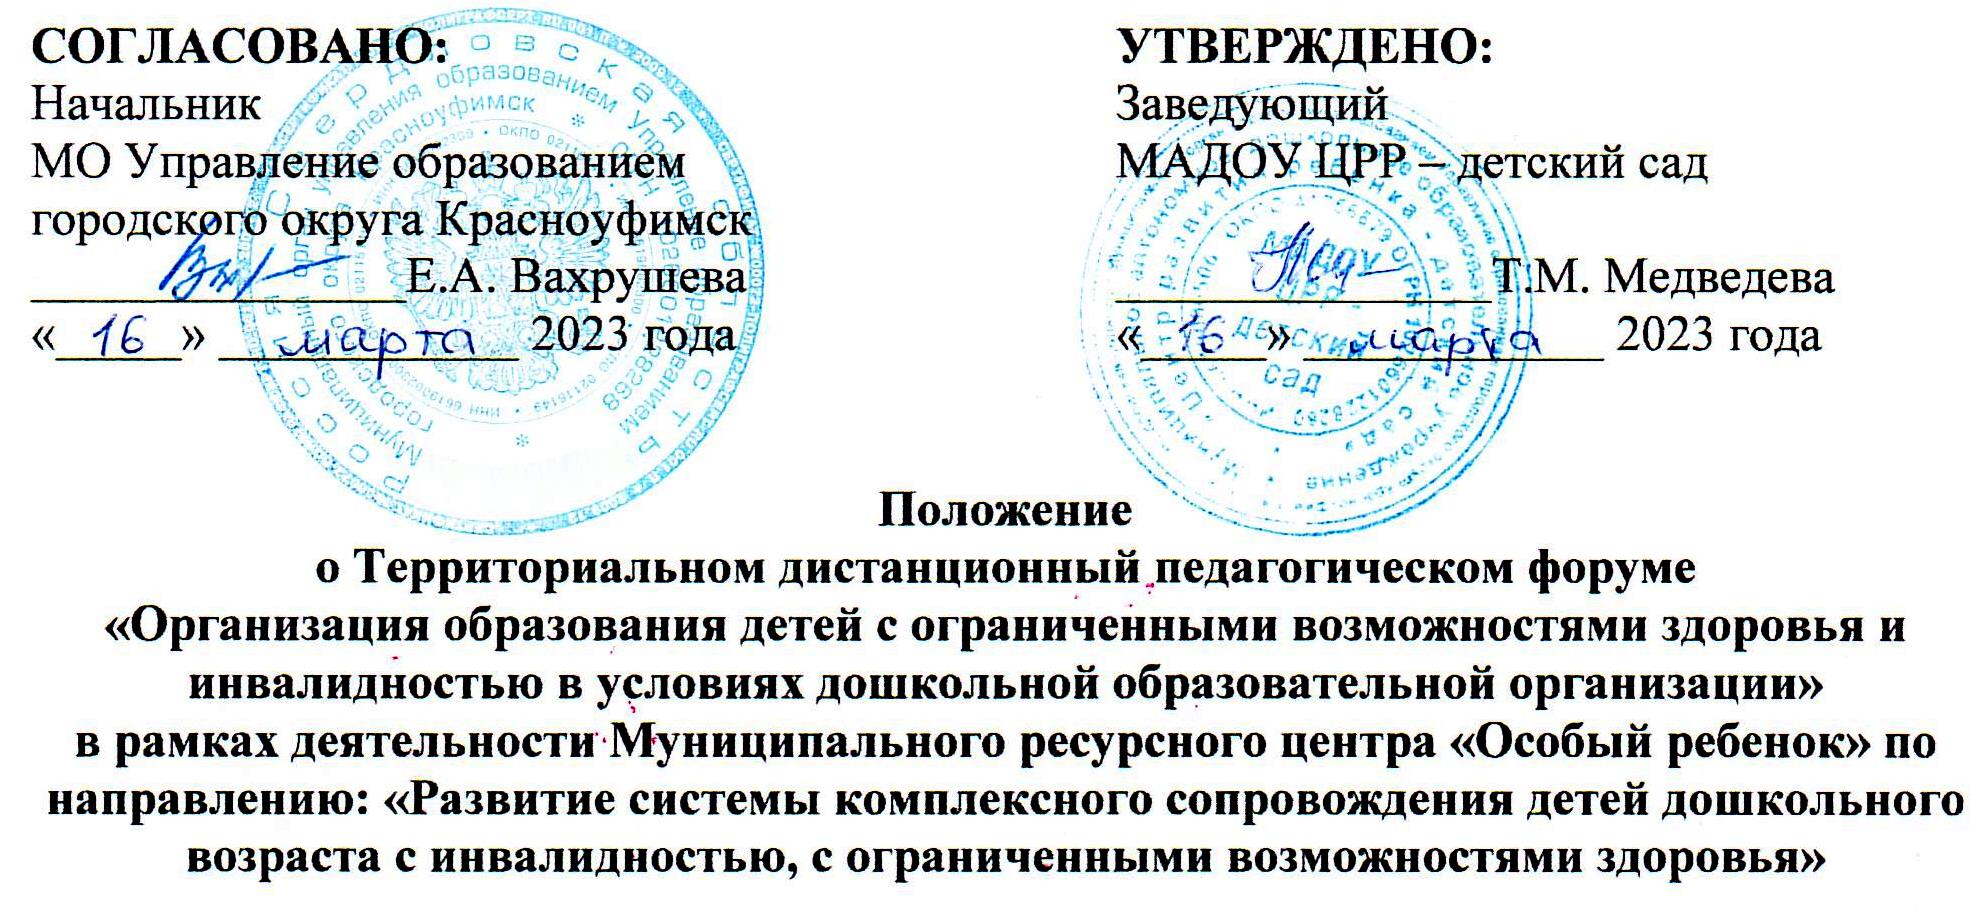 СОГЛАСОВАНО:
Начальник
МО Управление образованием
городского округа Красноуфимск
Е.А. Вахрушева
«16» марта 2023 года
УТВЕРЖДЕНО:
Заведующий
МАДОУ ЦРР – детский сад
Т.М. Медведева
«16» марта 2023 года
Положение
о Территориальном дистанционный педагогическом форуме
«Организация образования детей с ограниченными возможностями здоровья и
инвалидностью в условиях дошкольной образовательной организации»
в рамках деятельности Муниципального ресурсного центра «Особый ребенок» по
направлению: «Развитие системы комплексного сопровождения детей дошкольного
возраста с инвалидностью, с ограниченными возможностями здоровья»